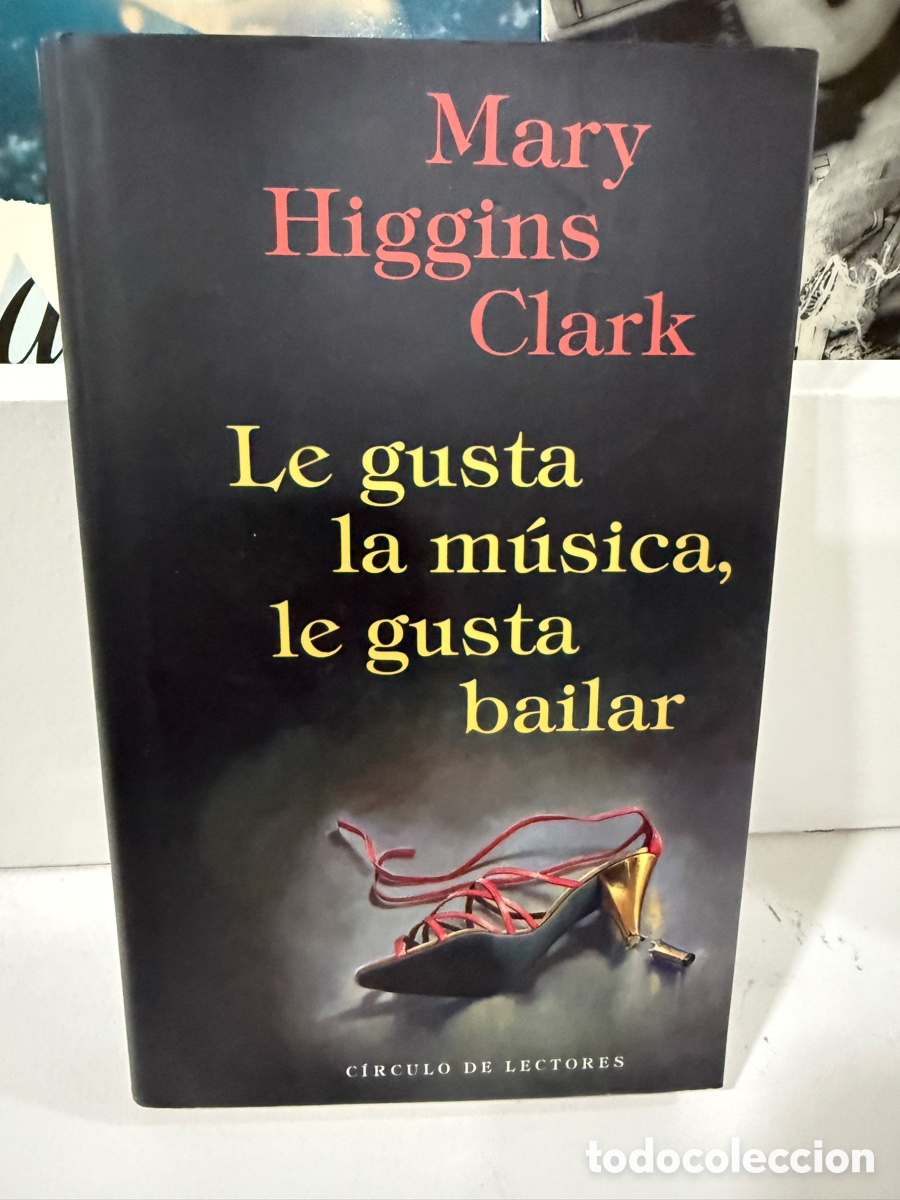 Mary
Higgins
Clark
Le gusta
la música,
le gusta
bailar
CÍRCULO DE LECTORES
todocoleccion